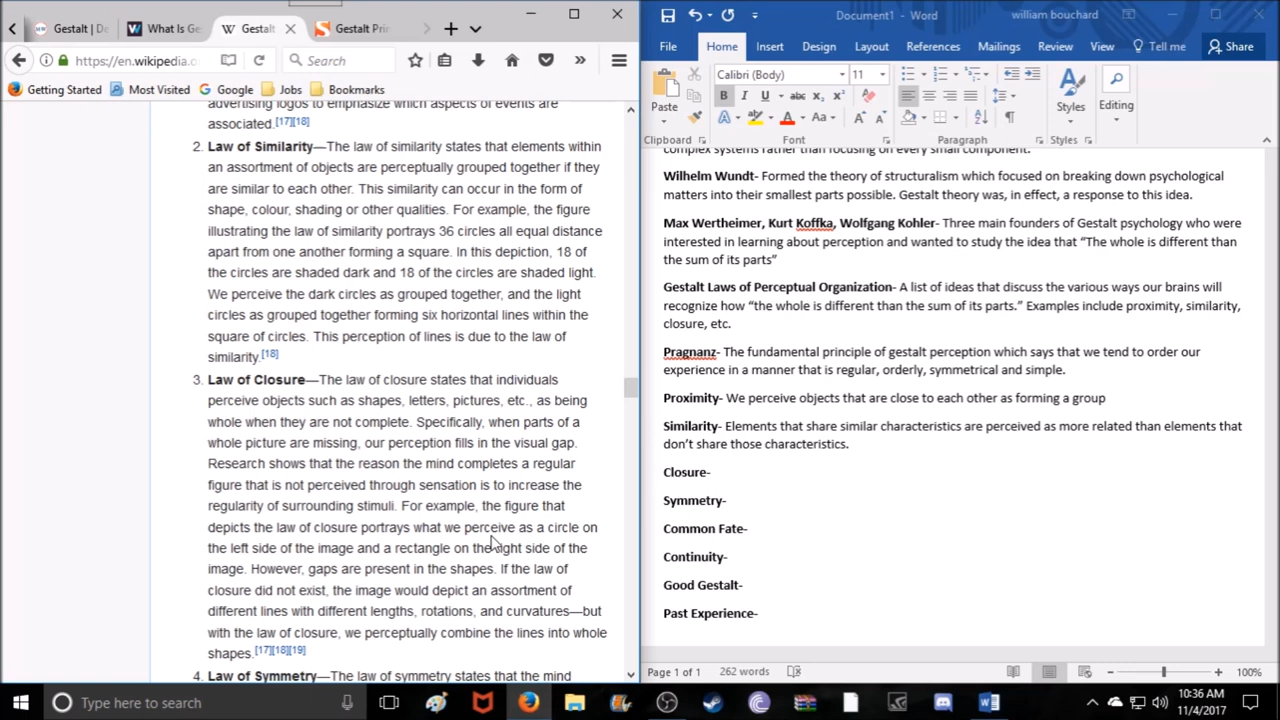 Gestalt | De
What Is Ges
Gestalt
Gestalt Prin
https://en.wikipedia.o
Search
Getting Started
Most Visited
Google
Jobs
Bookmarks
advertising logos to emphasize which aspects of events are
associated.[17][18]
2. Law of Similarity—The law of similarity states that elements within
an assortment of objects are perceptually grouped together if they
are similar to each other. This similarity can occur in the form of
shape, colour, shading or other qualities. For example, the figure
illustrating the law of similarity portrays 36 circles all equal distance
apart from one another forming a square. In this depiction, 18 of
the circles are shaded dark and 18 of the circles are shaded light.
We perceive the dark circles as grouped together, and the light
circles as grouped together forming six horizontal lines within the
square of circles. This perception of lines is due to the law of
similarity.[18]
3. Law of Closure—The law of closure states that individuals
perceive objects such as shapes, letters, pictures, etc., as being
whole when they are not complete. Specifically, when parts of a
whole picture are missing, our perception fills in the visual gap.
Research shows that the reason the mind completes a regular
figure that is not perceived through sensation is to increase the
regularity of surrounding stimuli. For example, the figure that
depicts the law of closure portrays what we perceive as a circle on
the left side of the image and a rectangle on the right side of the
image. However, gaps are present in the shapes. If the law of
closure did not exist, the image would depict an assortment of
different lines with different lengths, rotations, and curvatures—but
with the law of closure, we perceptually combine the lines into whole
shapes.[17][18][19]
4. Law of Symmetry—The law of symmetry states that the mind
Document1 - Word
william bouchard
File
Home
Insert
Design
Layout
References
Mailings
Review
View
Tell me
Share
Calibri (Body)
11
Paste
Styles
Editing
Clipboard
Font
Paragraph
Styles
complex systems rather than focusing on every small component.
Wilhelm Wundt- Formed the theory of structuralism which focused on breaking down psychological
matters into their smallest parts possible. Gestalt theory was, in effect, a response to this idea.
Max Wertheimer, Kurt Koffka, Wolfgang Kohler- Three main founders of Gestalt psychology who were
interested in learning about perception and wanted to study the idea that “The whole is different than
the sum of its parts”
Gestalt Laws of Perceptual Organization- A list of ideas that discuss the various ways our brains will
recognize how “the whole is different than the sum of its parts.” Examples include proximity, similarity,
closure, etc.
Pragnanz- The fundamental principle of gestalt perception which says that we tend to order our
experience in a manner that is regular, orderly, symmetrical and simple.
Proximity- We perceive objects that are close to each other as forming a group
Similarity- Elements that share similar characteristics are perceived as more related than elements that
don’t share those characteristics.
Closure-
Symmetry-
Common Fate-
Continuity-
Good Gestalt-
Past Experience-
Page 1 of 1
262 words
100%
Type here to search
10:36 AM
11/4/2017